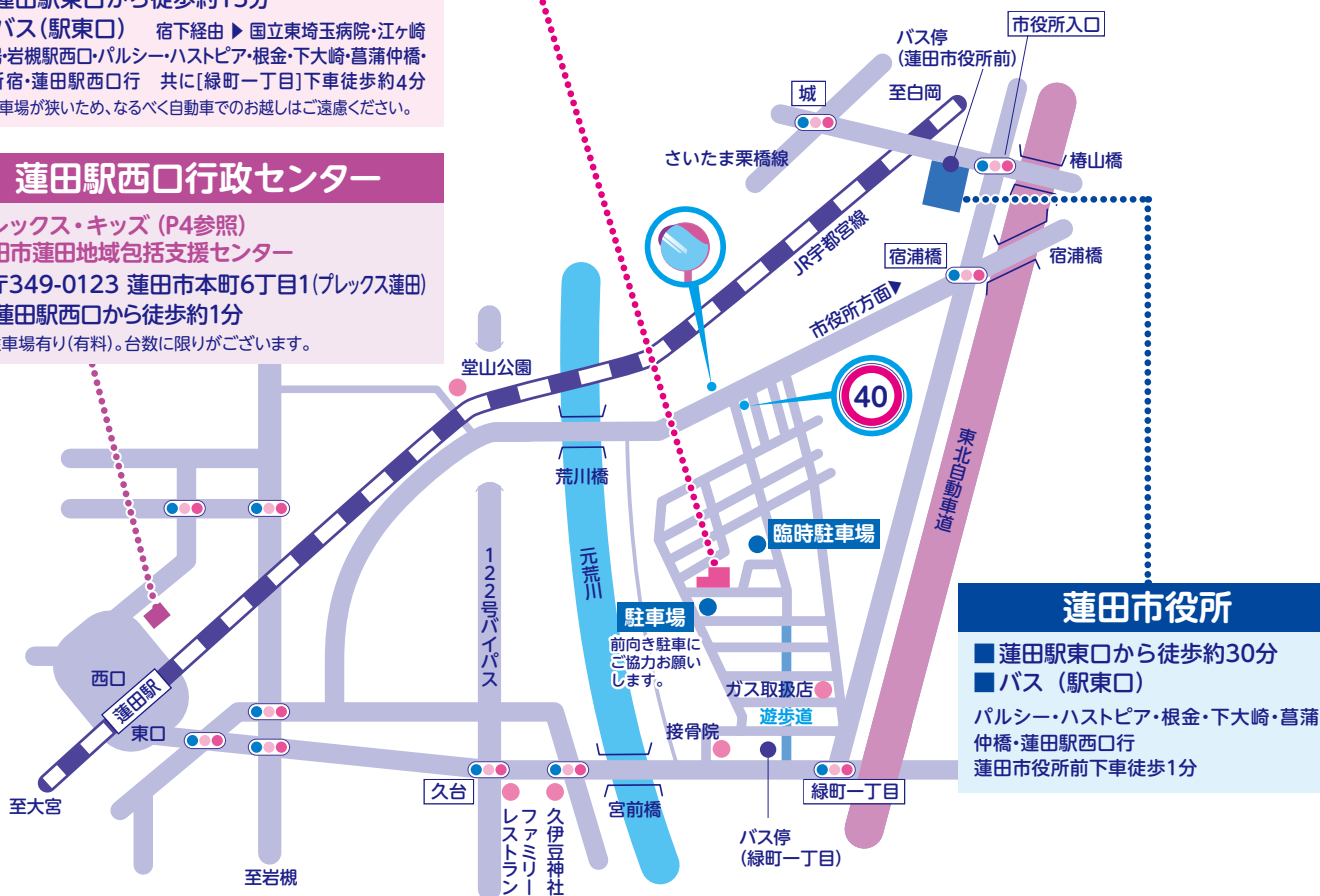 蓮田駅東口から徒歩約15分
バス(駅東口) 宿下経由 ▶ 国立東埼玉病院・江ヶ崎
・岩槻駅西口・パルシー・ハストピア・根金・下大崎・菖蒲仲橋・
新宿・蓮田駅西口行 共に[緑町一丁目]下車徒歩約4分
車場が狭いため、なるべく自動車でのお越しはご遠慮ください。
蓮田駅西口行政センター
レックス・キッズ (P4参照)
田市蓮田地域包括支援センター
〒349-0123 蓮田市本町6丁目1(プレックス蓮田)
蓮田駅西口から徒歩約1分
車場有り(有料)。台数に限りがございます。
市役所入口
バス停
(蓮田市役所前)
城
至白岡
さいたま栗橋線
椿山橋
JR宇都宮線
宿浦橋
宿浦橋
市役所方面▶
堂山公園
40
東北自動車道
荒川橋
臨時駐車場
122号バイパス
元荒川
駐車場
前向き駐車に
ご協力お願い
します。
西口
蓮田駅
東口
ガス取扱店
遊歩道
接骨院
至大宮
久台
宮前橋
緑町一丁目
ファミリー
レストラン
久伊豆神社
バス停
(緑町一丁目)
至岩槻
蓮田市役所
■蓮田駅東口から徒歩約30分
■バス(駅東口)
パルシー・ハストピア・根金・下大崎・菖蒲
仲橋・蓮田駅西口行
蓮田市役所前下車徒歩1分